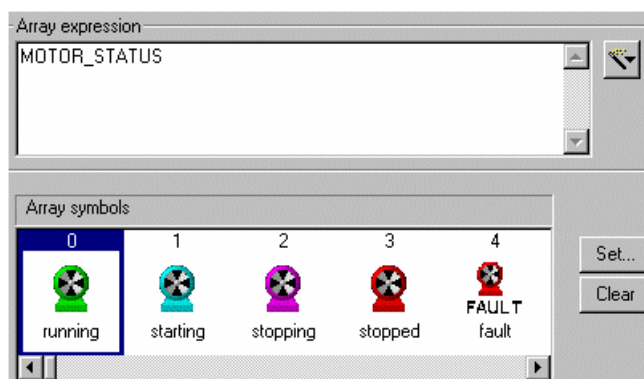 Array expression
MOTOR_STATUS
Array symbols
0 1 2 3 4
FAULT
running starting stopping stopped fault
Set...
Clear